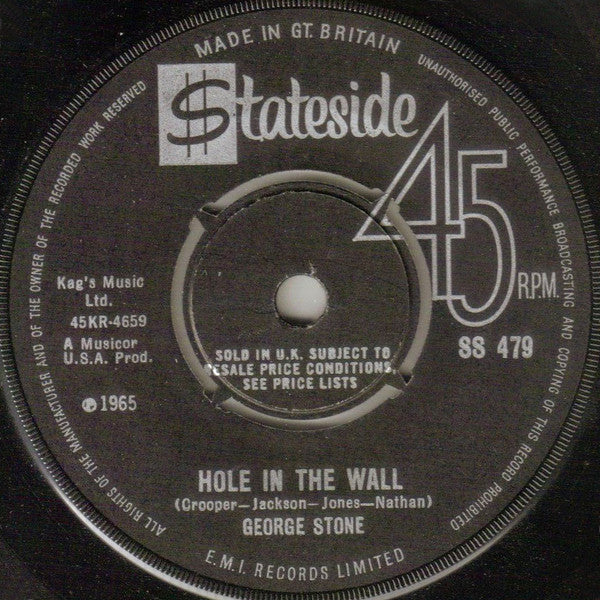 MADE IN GT. BRITAIN
UNAUTHORISED PUBLIC PERFORMANCE BROADCASTING AND COPYING OF THIS RECORD PROHIBITED
ALL RIGHTS OF THE MANUFACTURER AND OF THE OWNER OF THE RECORDED WORK RESERVED
$tateside
45
R.P.M.
Kag's Music
Ltd.
45KR-4659
A Musicor
U.S.A. Prod.
℗ 1965
SS 479
SOLD IN U.K. SUBJECT TO
RESALE PRICE CONDITIONS,
SEE PRICE LISTS
HOLE IN THE WALL
(Crooper—Jackson—Jones—Nathan)
GEORGE STONE
E.M.I. RECORDS LIMITED